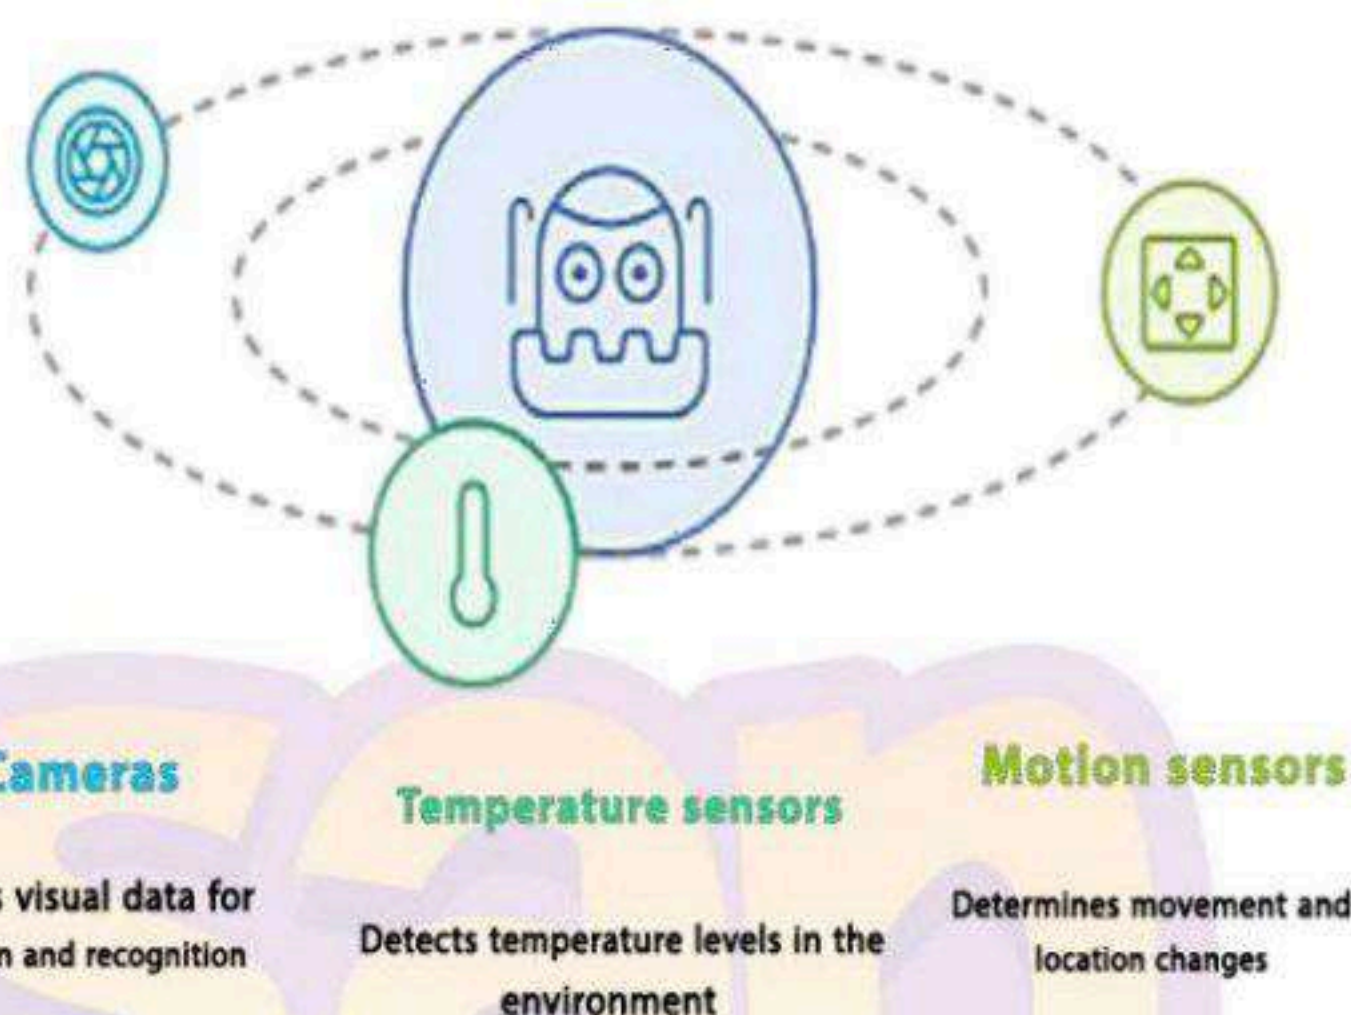 Cameras
visual data for
and recognition
Temperature sensors
Detects temperature levels in the
environment
Motion sensors
Determines movement and
location changes
san